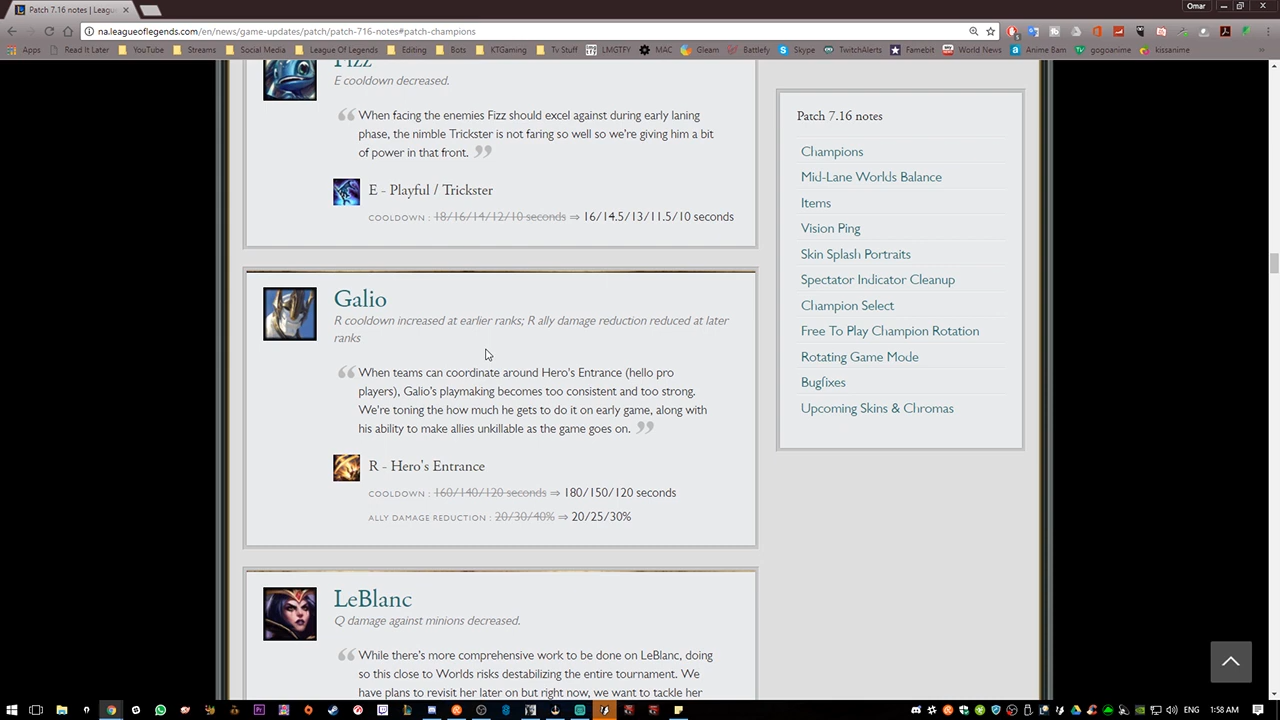 Patch 7.16 notes | Leagu
Omar
na.leagueoflegends.com/en/news/game-updates/patch/patch-716-notes#patch-champions
Apps
Read It Later
YouTube
Streams
Social Media
League Of Legends
Editing
Bots
KTGaming
Tv Stuff
LMGTFY
MAC
Gleam
Battlefy
Skype
TwitchAlerts
Famebit
World News
Anime Bam
gogoanime
kissanime
Fizz
E cooldown decreased.
When facing the enemies Fizz should excel against during early laning
phase, the nimble Trickster is not faring so well so we're giving him a bit
of power in that front.
E - Playful / Trickster
COOLDOWN : 18/16/14/12/10 seconds ⇒ 16/14.5/13/11.5/10 seconds
Galio
R cooldown increased at earlier ranks; R ally damage reduction reduced at later
ranks
When teams can coordinate around Hero's Entrance (hello pro
players), Galio's playmaking becomes too consistent and too strong.
We're toning the how much he gets to do it on early game, along with
his ability to make allies unkillable as the game goes on.
R - Hero's Entrance
COOLDOWN : 160/140/120 seconds ⇒ 180/150/120 seconds
ALLY DAMAGE REDUCTION : 20/30/40% ⇒ 20/25/30%
LeBlanc
Q damage against minions decreased.
While there's more comprehensive work to be done on LeBlanc, doing
so this close to Worlds risks destabilizing the entire tournament. We
have plans to revisit her later on but right now, we want to tackle her
Patch 7.16 notes
Champions
Mid-Lane Worlds Balance
Items
Vision Ping
Skin Splash Portraits
Spectator Indicator Cleanup
Champion Select
Free To Play Champion Rotation
Rotating Game Mode
Bugfixes
Upcoming Skins & Chromas
ENG
1:58 AM